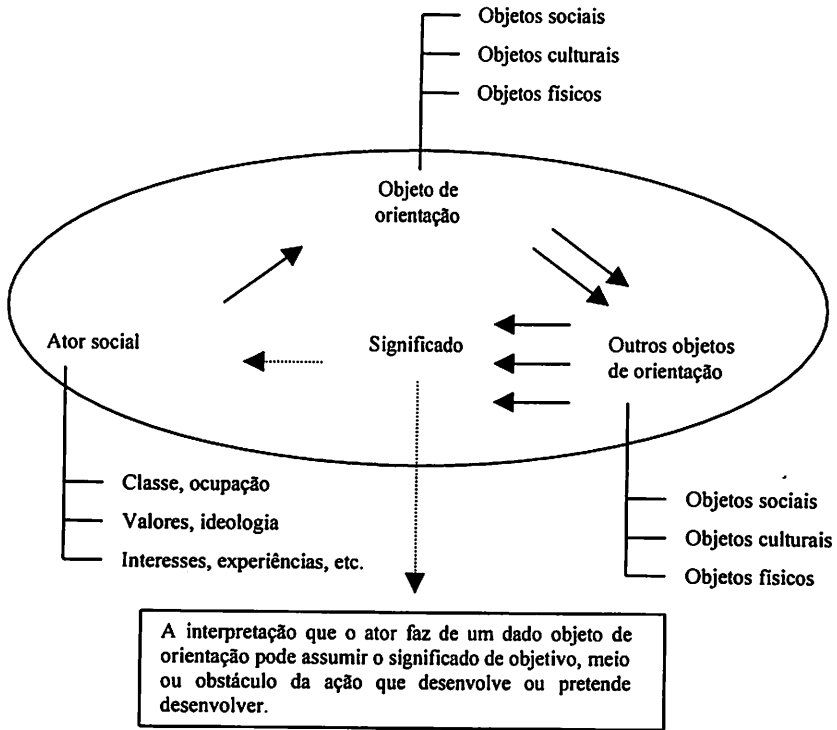 Objetos sociais
Objetos culturais
Objetos físicos
Objeto de
orientação
Ator social
Significado
Outros objetos
de orientação
Classe, ocupação
Valores, ideologia
Interesses, experiências, etc.
Objetos sociais
Objetos culturais
Objetos físicos
A interpretação que o ator faz de um dado objeto de
orientação pode assumir o significado de objetivo, meio
ou obstáculo da ação que desenvolve ou pretende
desenvolver.